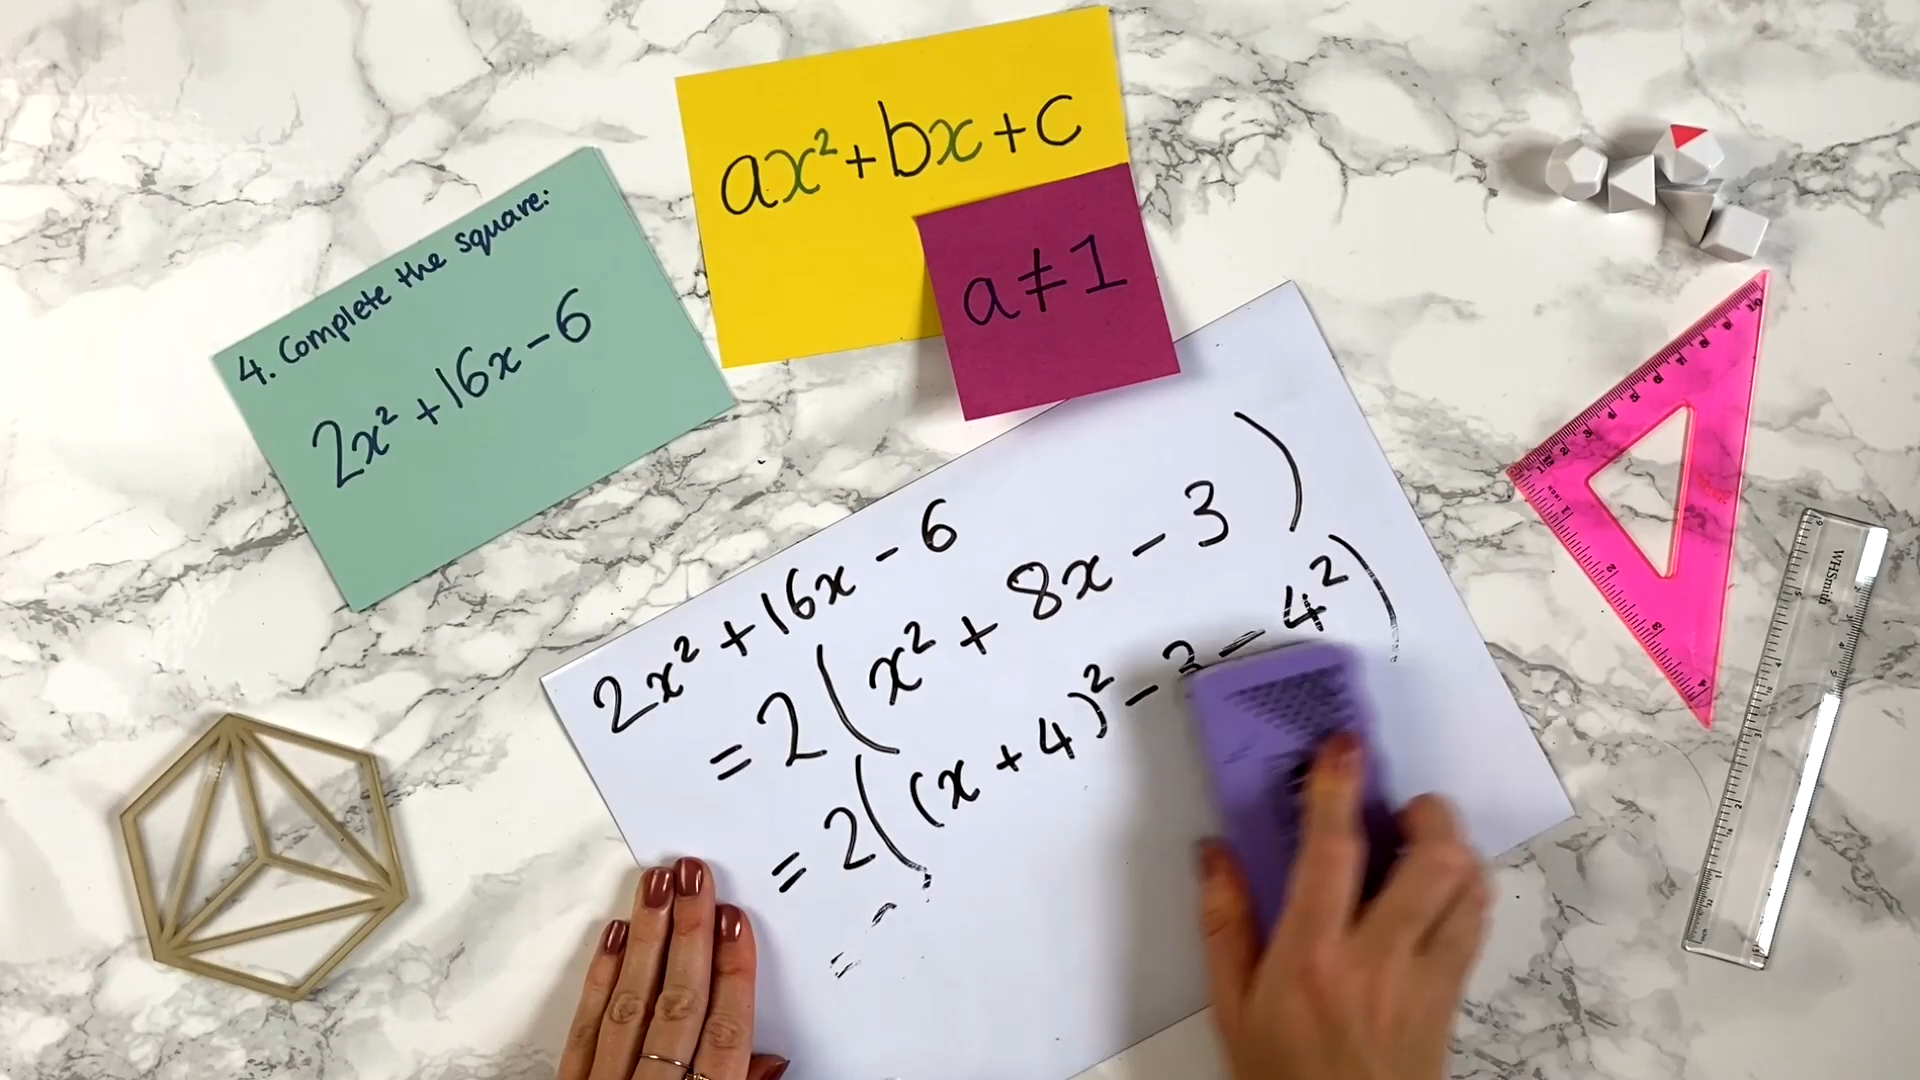 ax² + bx + c
a ≠ 1
4. Complete the square:
2x² + 16x - 6
2x² + 16x - 6
= 2(x² + 8x - 3)
= 2((x + 4)² - 3 - 4²)
=
WHSmith